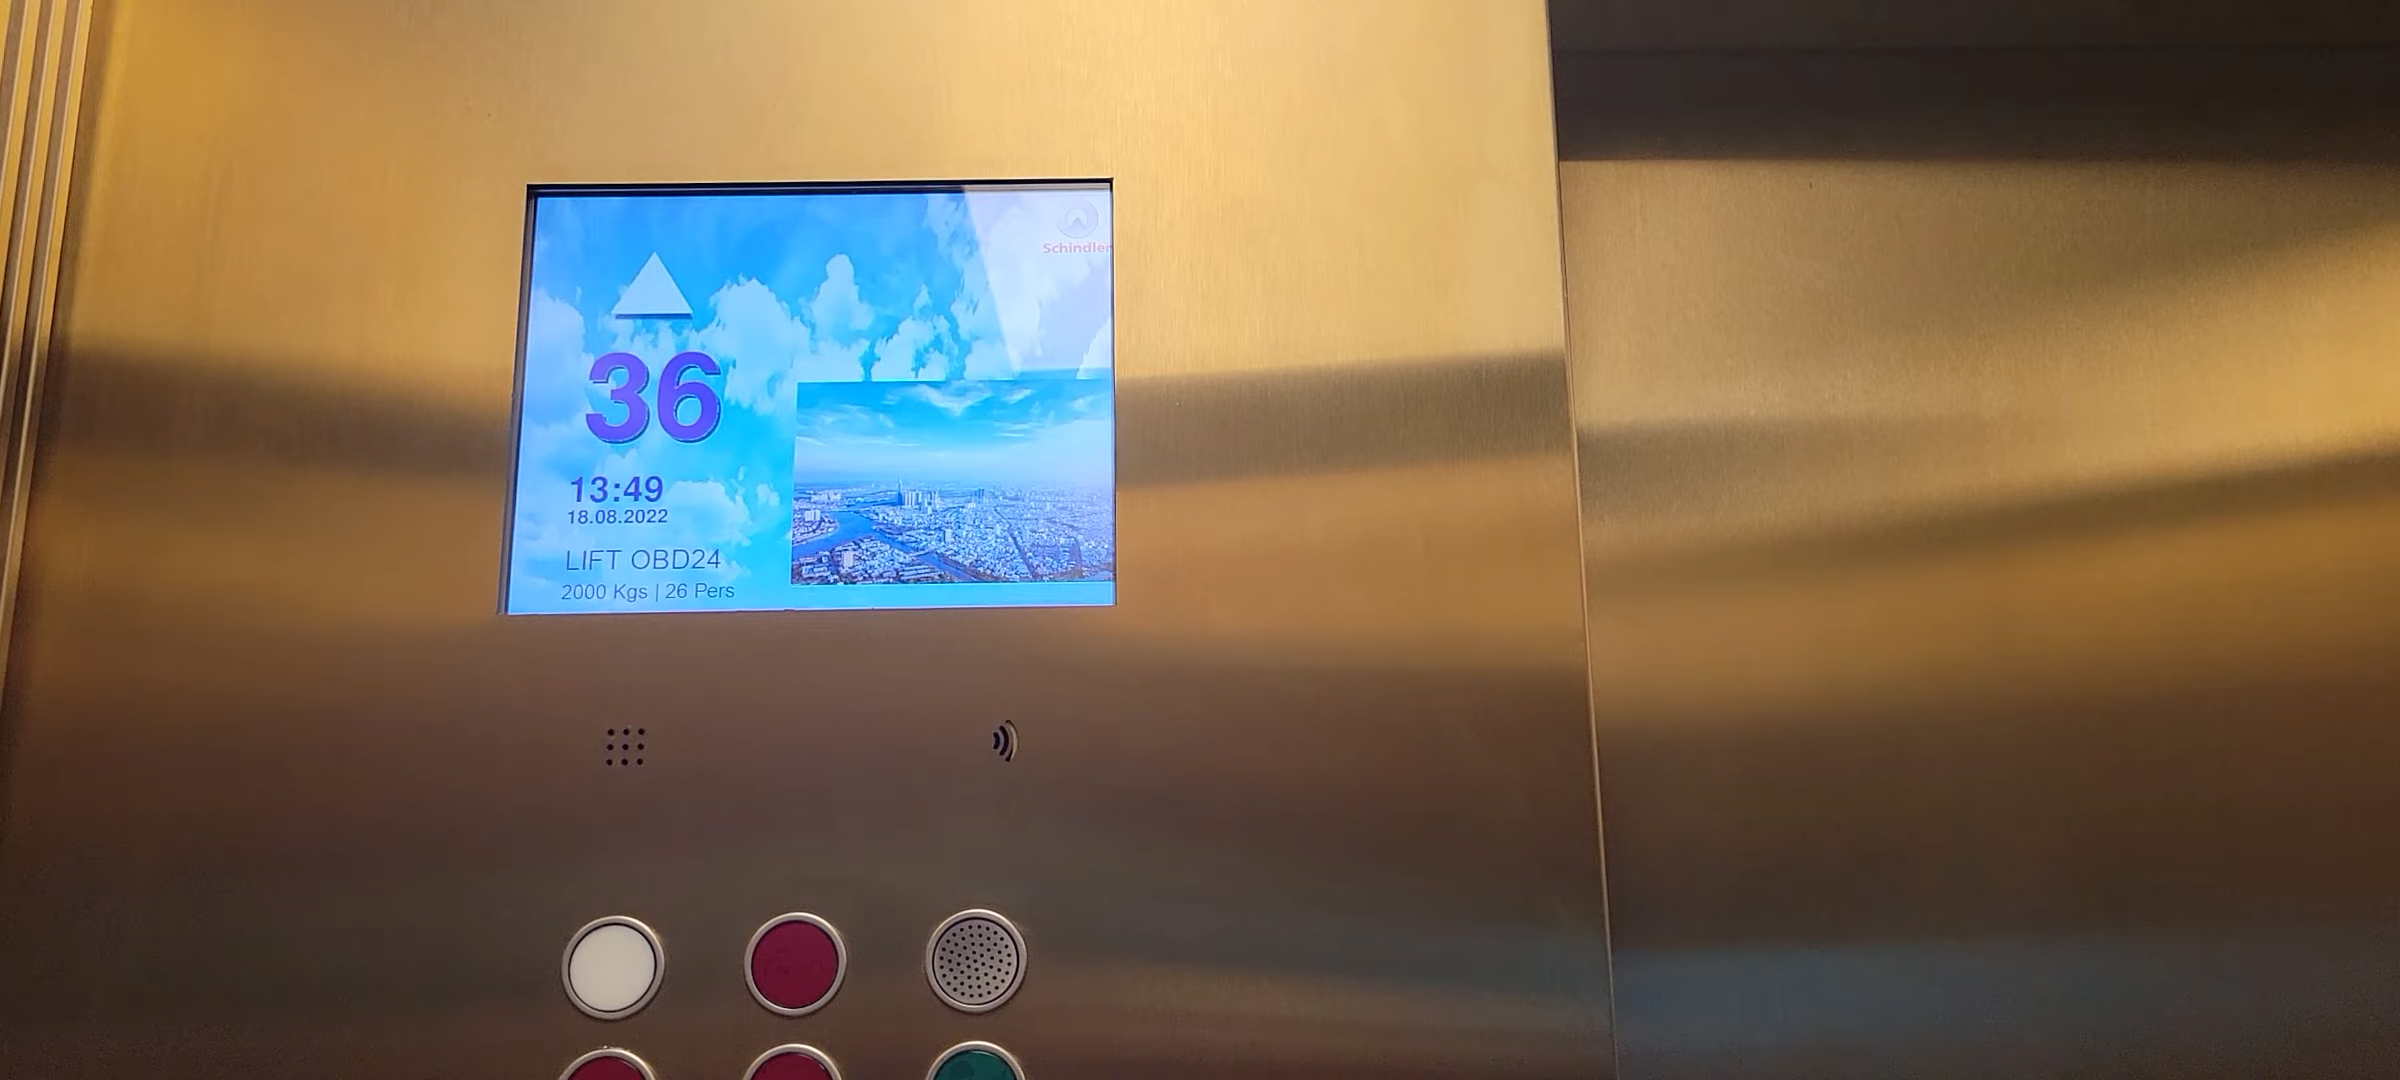 Schindler
36
13:49
18.08.2022
LIFT OBD24
2000 Kgs | 26 Pers